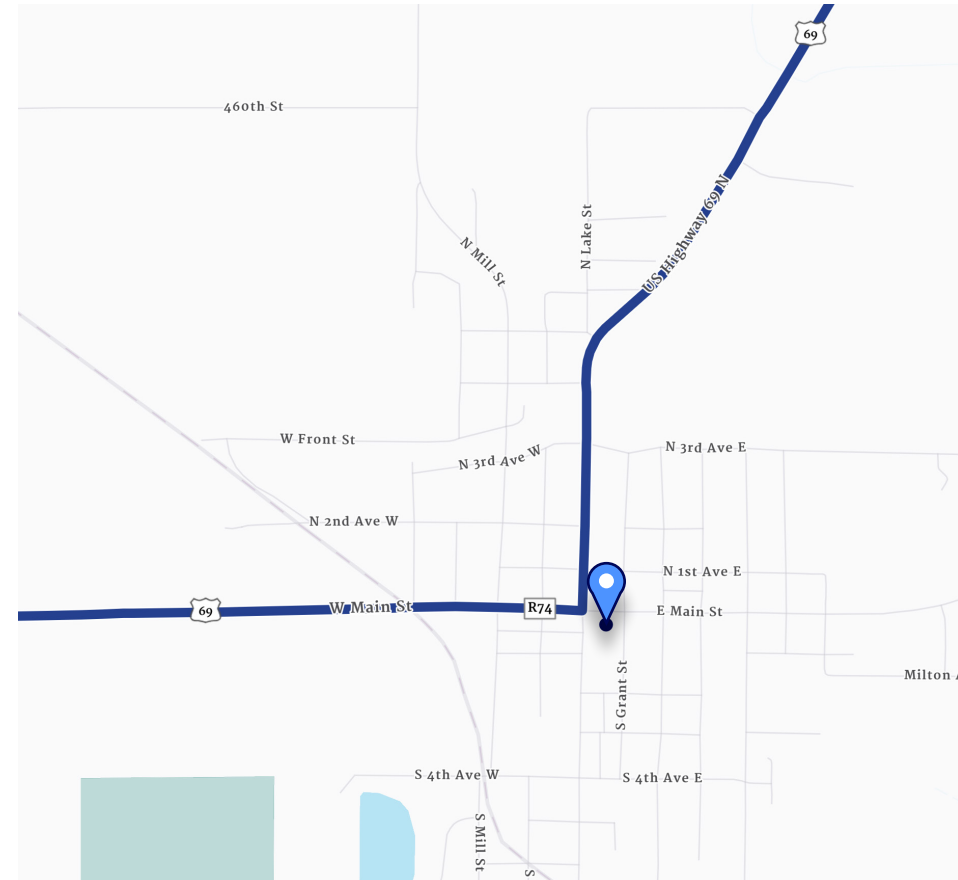 69
460th St
N Lake St
US Highway 69 N
N Mill St
W Front St
N 3rd Ave W
N 3rd Ave E
N 2nd Ave W
N 1st Ave E
69
W Main St
R74
E Main St
S Grant St
Milton A
S 4th Ave W
S 4th Ave E
S Mill St
S